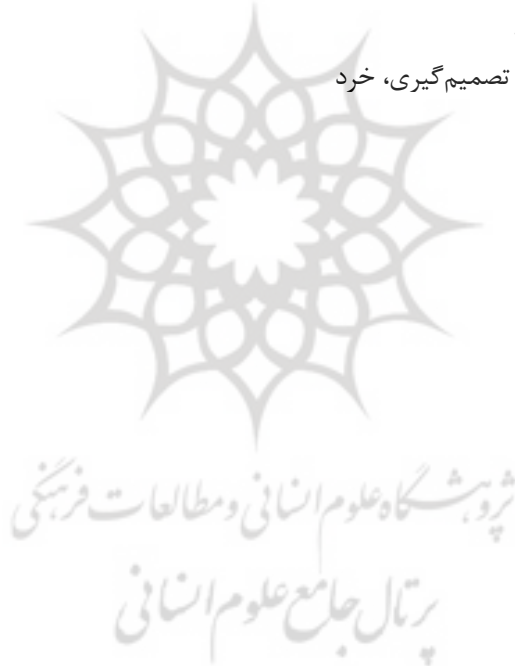 تصمیم‌گیری، خرد
پژوهشگاه علوم انسانی و مطالعات فرهنگی
پرتال جامع علوم انسانی